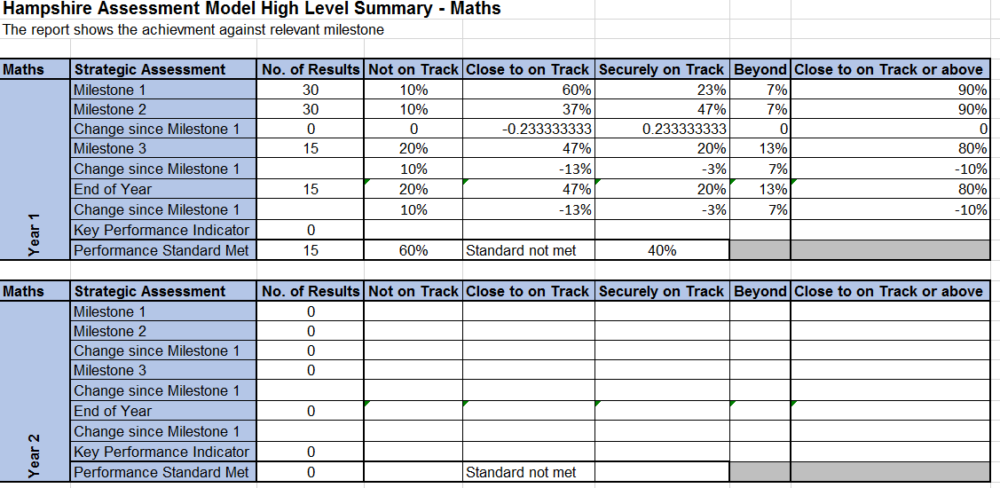 Hampshire Assessment Model High Level Summary - Maths
The report shows the achievment against relevant milestone
Maths Strategic Assessment No. of Results Not on Track Close to on Track Securely on Track Beyond Close to on Track or above
Year 1
Milestone 1 30 10% 60% 23% 7% 90%
Milestone 2 30 10% 37% 47% 7% 90%
Change since Milestone 1 0 0 -0.233333333 0.233333333 0 0
Milestone 3 15 20% 47% 20% 13% 80%
Change since Milestone 1 10% -13% -3% 7% -10%
End of Year 15 20% 47% 20% 13% 80%
Change since Milestone 1 10% -13% -3% 7% -10%
Key Performance Indicator 0
Performance Standard Met 15 60% Standard not met 40%
Maths Strategic Assessment No. of Results Not on Track Close to on Track Securely on Track Beyond Close to on Track or above
Year 2
Milestone 1 0
Milestone 2 0
Change since Milestone 1 0
Milestone 3 0
Change since Milestone 1
End of Year 0
Change since Milestone 1
Key Performance Indicator 0
Performance Standard Met 0 Standard not met